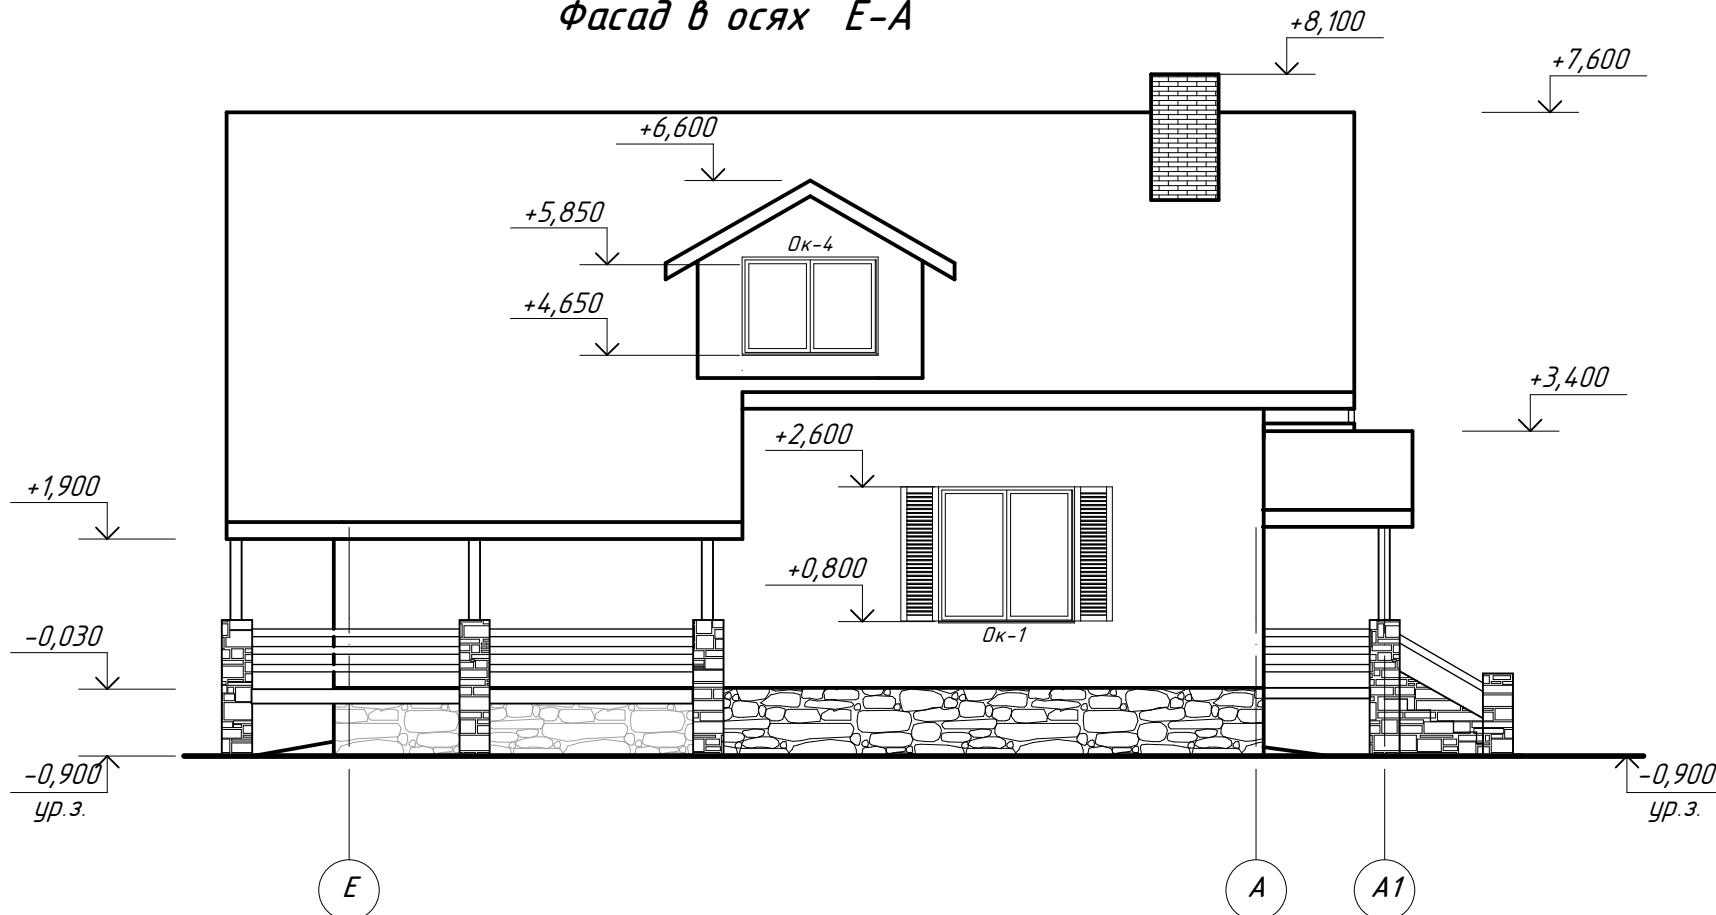 Фасад в осях Е-А
+8,100
+7,600
+6,600
+5,850
Ок-4
+4,650
+3,400
+2,600
+1,900
+0,800
Ок-1
-0,030
-0,900
ур.з.
-0,900
ур.з.
Е
А
А1